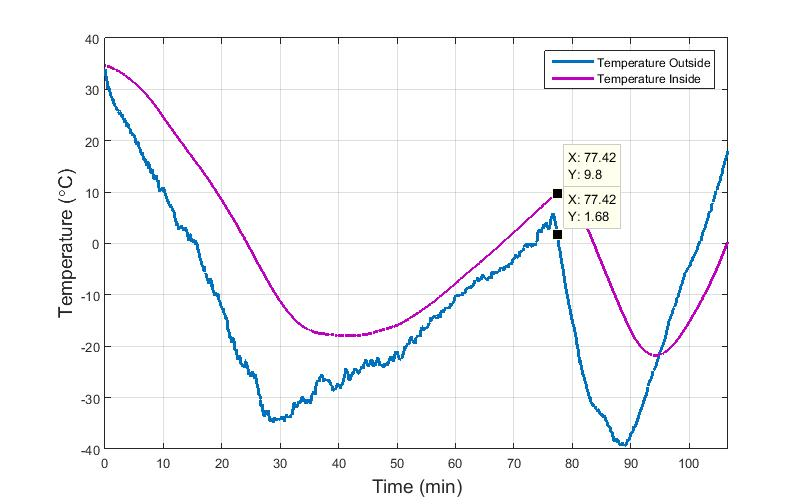 40
30
20
10
0
-10
-20
-30
-40
Temperature (°C)
Temperature Outside
Temperature Inside
X: 77.42
Y: 9.8
X: 77.42
Y: 1.68
0 10 20 30 40 50 60 70 80 90 100
Time (min)